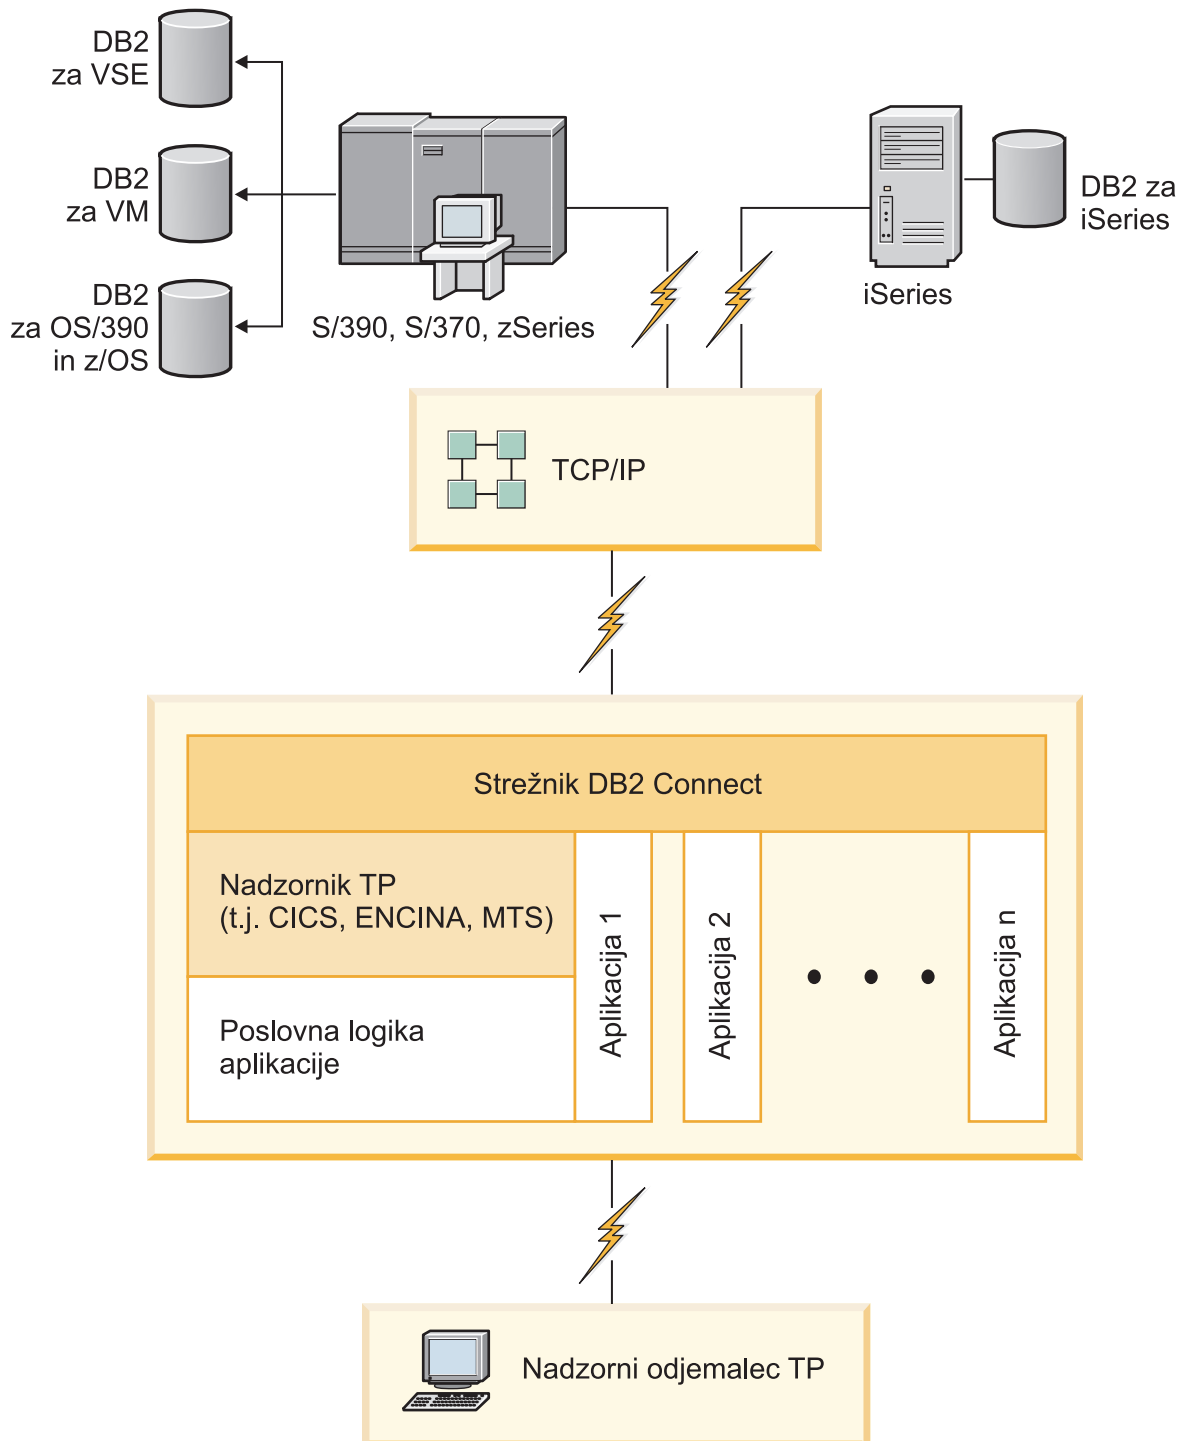 DB2
za VSE
DB2
za VM
DB2
za OS/390
in z/OS
S/390, S/370, zSeries
iSeries
DB2 za
iSeries
TCP/IP
Strežnik DB2 Connect
Nadzornik TP
(t.j. CICS, ENCINA, MTS)
Poslovna logika
aplikacije
Aplikacija 1
Aplikacija 2
Aplikacija n
Nadzorni odjemalec TP